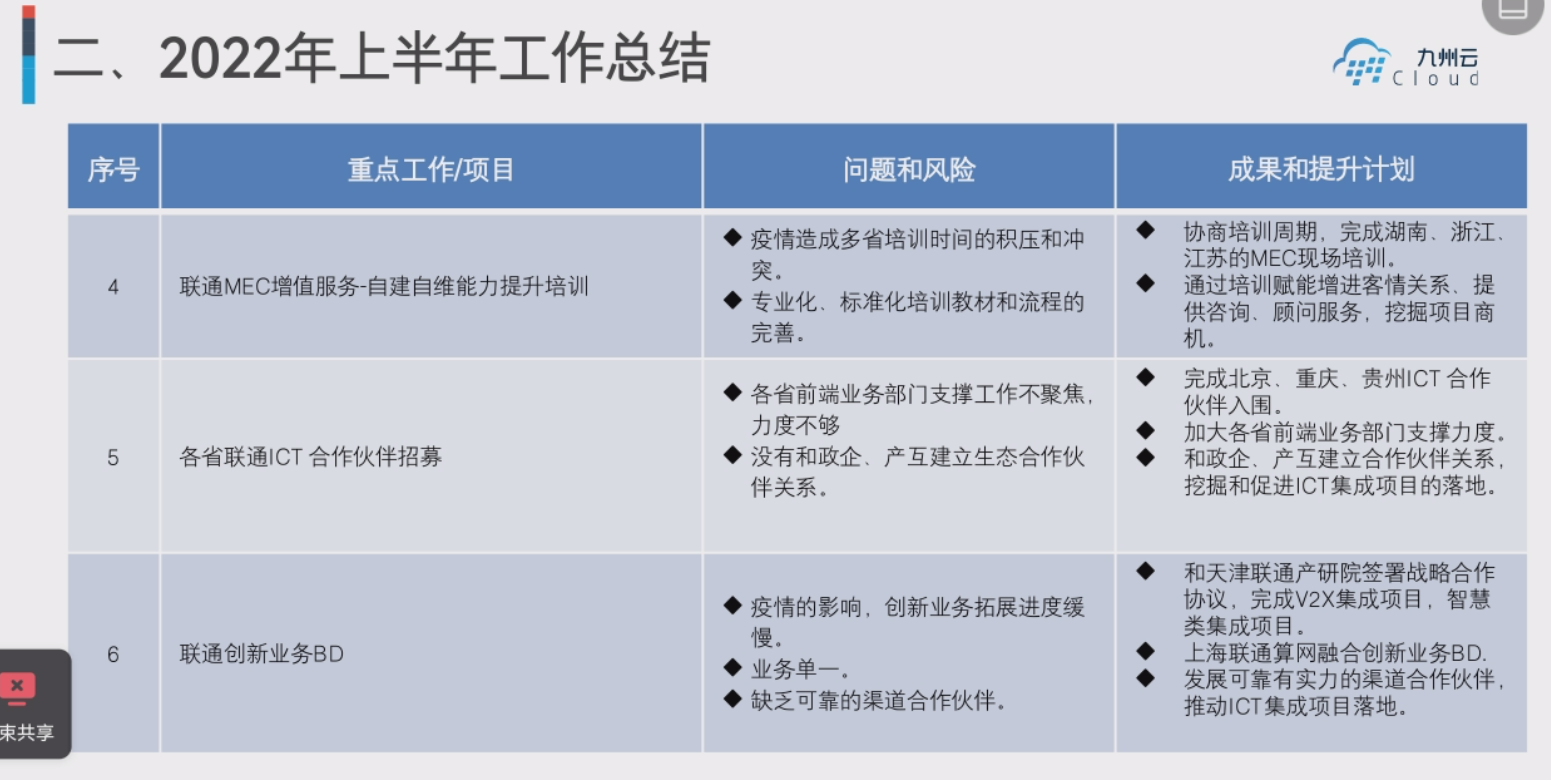 二、2022年上半年工作总结
九州云
Cloud
序号
重点工作/项目
问题和风险
成果和提升计划
4
联通MEC增值服务-自建自维能力提升培训
◆ 疫情造成多省培训时间的积压和冲
突。
◆ 专业化、标准化培训教材和流程的
完善。
◆ 协商培训周期，完成湖南、浙江、
江苏的MEC现场培训。
◆ 通过培训赋能增进客情关系、提
供咨询、顾问服务，挖掘项目商
机。
5
各省联通ICT 合作伙伴招募
◆ 各省前端业务部门支撑工作不聚焦，
力度不够
◆ 没有和政企、产互建立生态合作伙
伴关系。
◆ 完成北京、重庆、贵州ICT 合作
伙伴入围。
◆ 加大各省前端业务部门支撑力度。
◆ 和政企、产互建立合作伙伴关系，
挖掘和促进ICT集成项目的落地。
6
联通创新业务BD
◆ 疫情的影响，创新业务拓展进度缓
慢。
◆ 业务单一。
◆ 缺乏可靠的渠道合作伙伴。
◆ 和天津联通产研院签署战略合作
协议，完成V2X集成项目，智慧
类集成项目。
◆ 上海联通算网融合创新业务BD.
◆ 发展可靠有实力的渠道合作伙伴，
推动ICT集成项目落地。
束共享